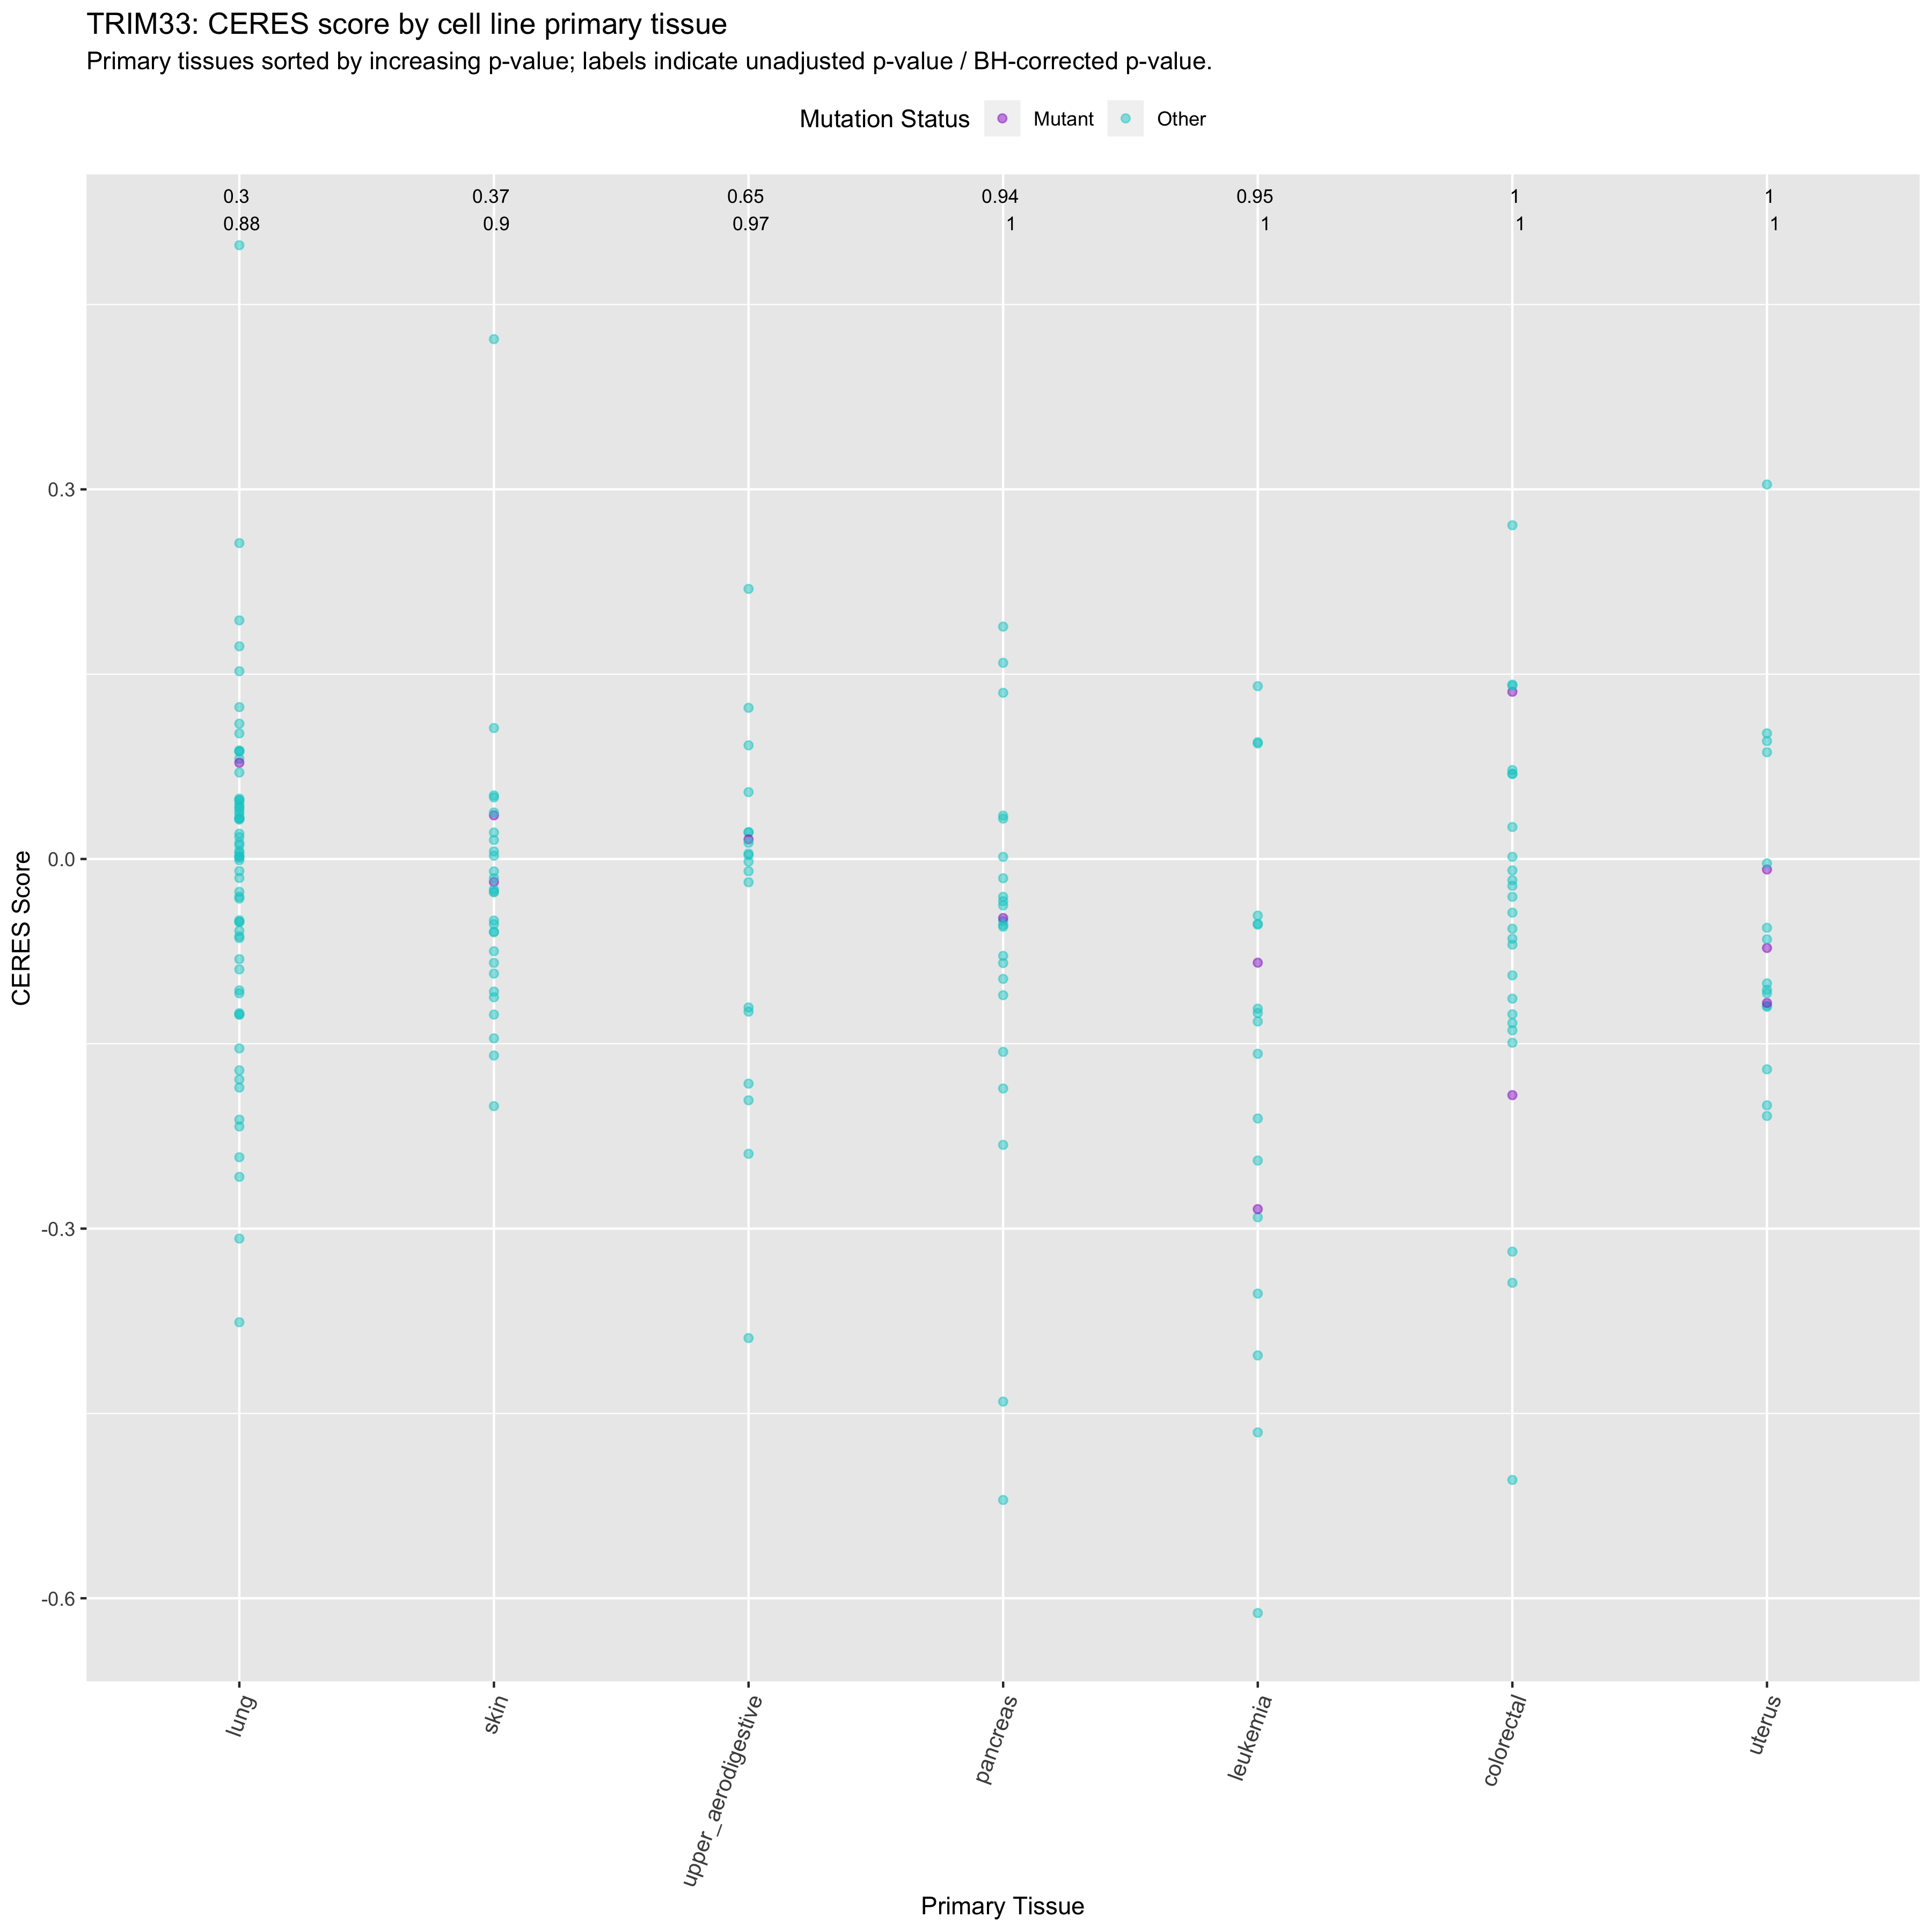 TRIM33: CERES score by cell line primary tissue
Primary tissues sorted by increasing p-value; labels indicate unadjusted p-value / BH-corrected p-value.
Mutation Status Mutant Other
0.3 0.37 0.65 0.94 0.95 1 1
0.88 0.9 0.97 1 1 1 1
0.3
0.0
-0.3
-0.6
CERES Score
lung
skin
upper_aerodigestive
pancreas
leukemia
colorectal
uterus
Primary Tissue